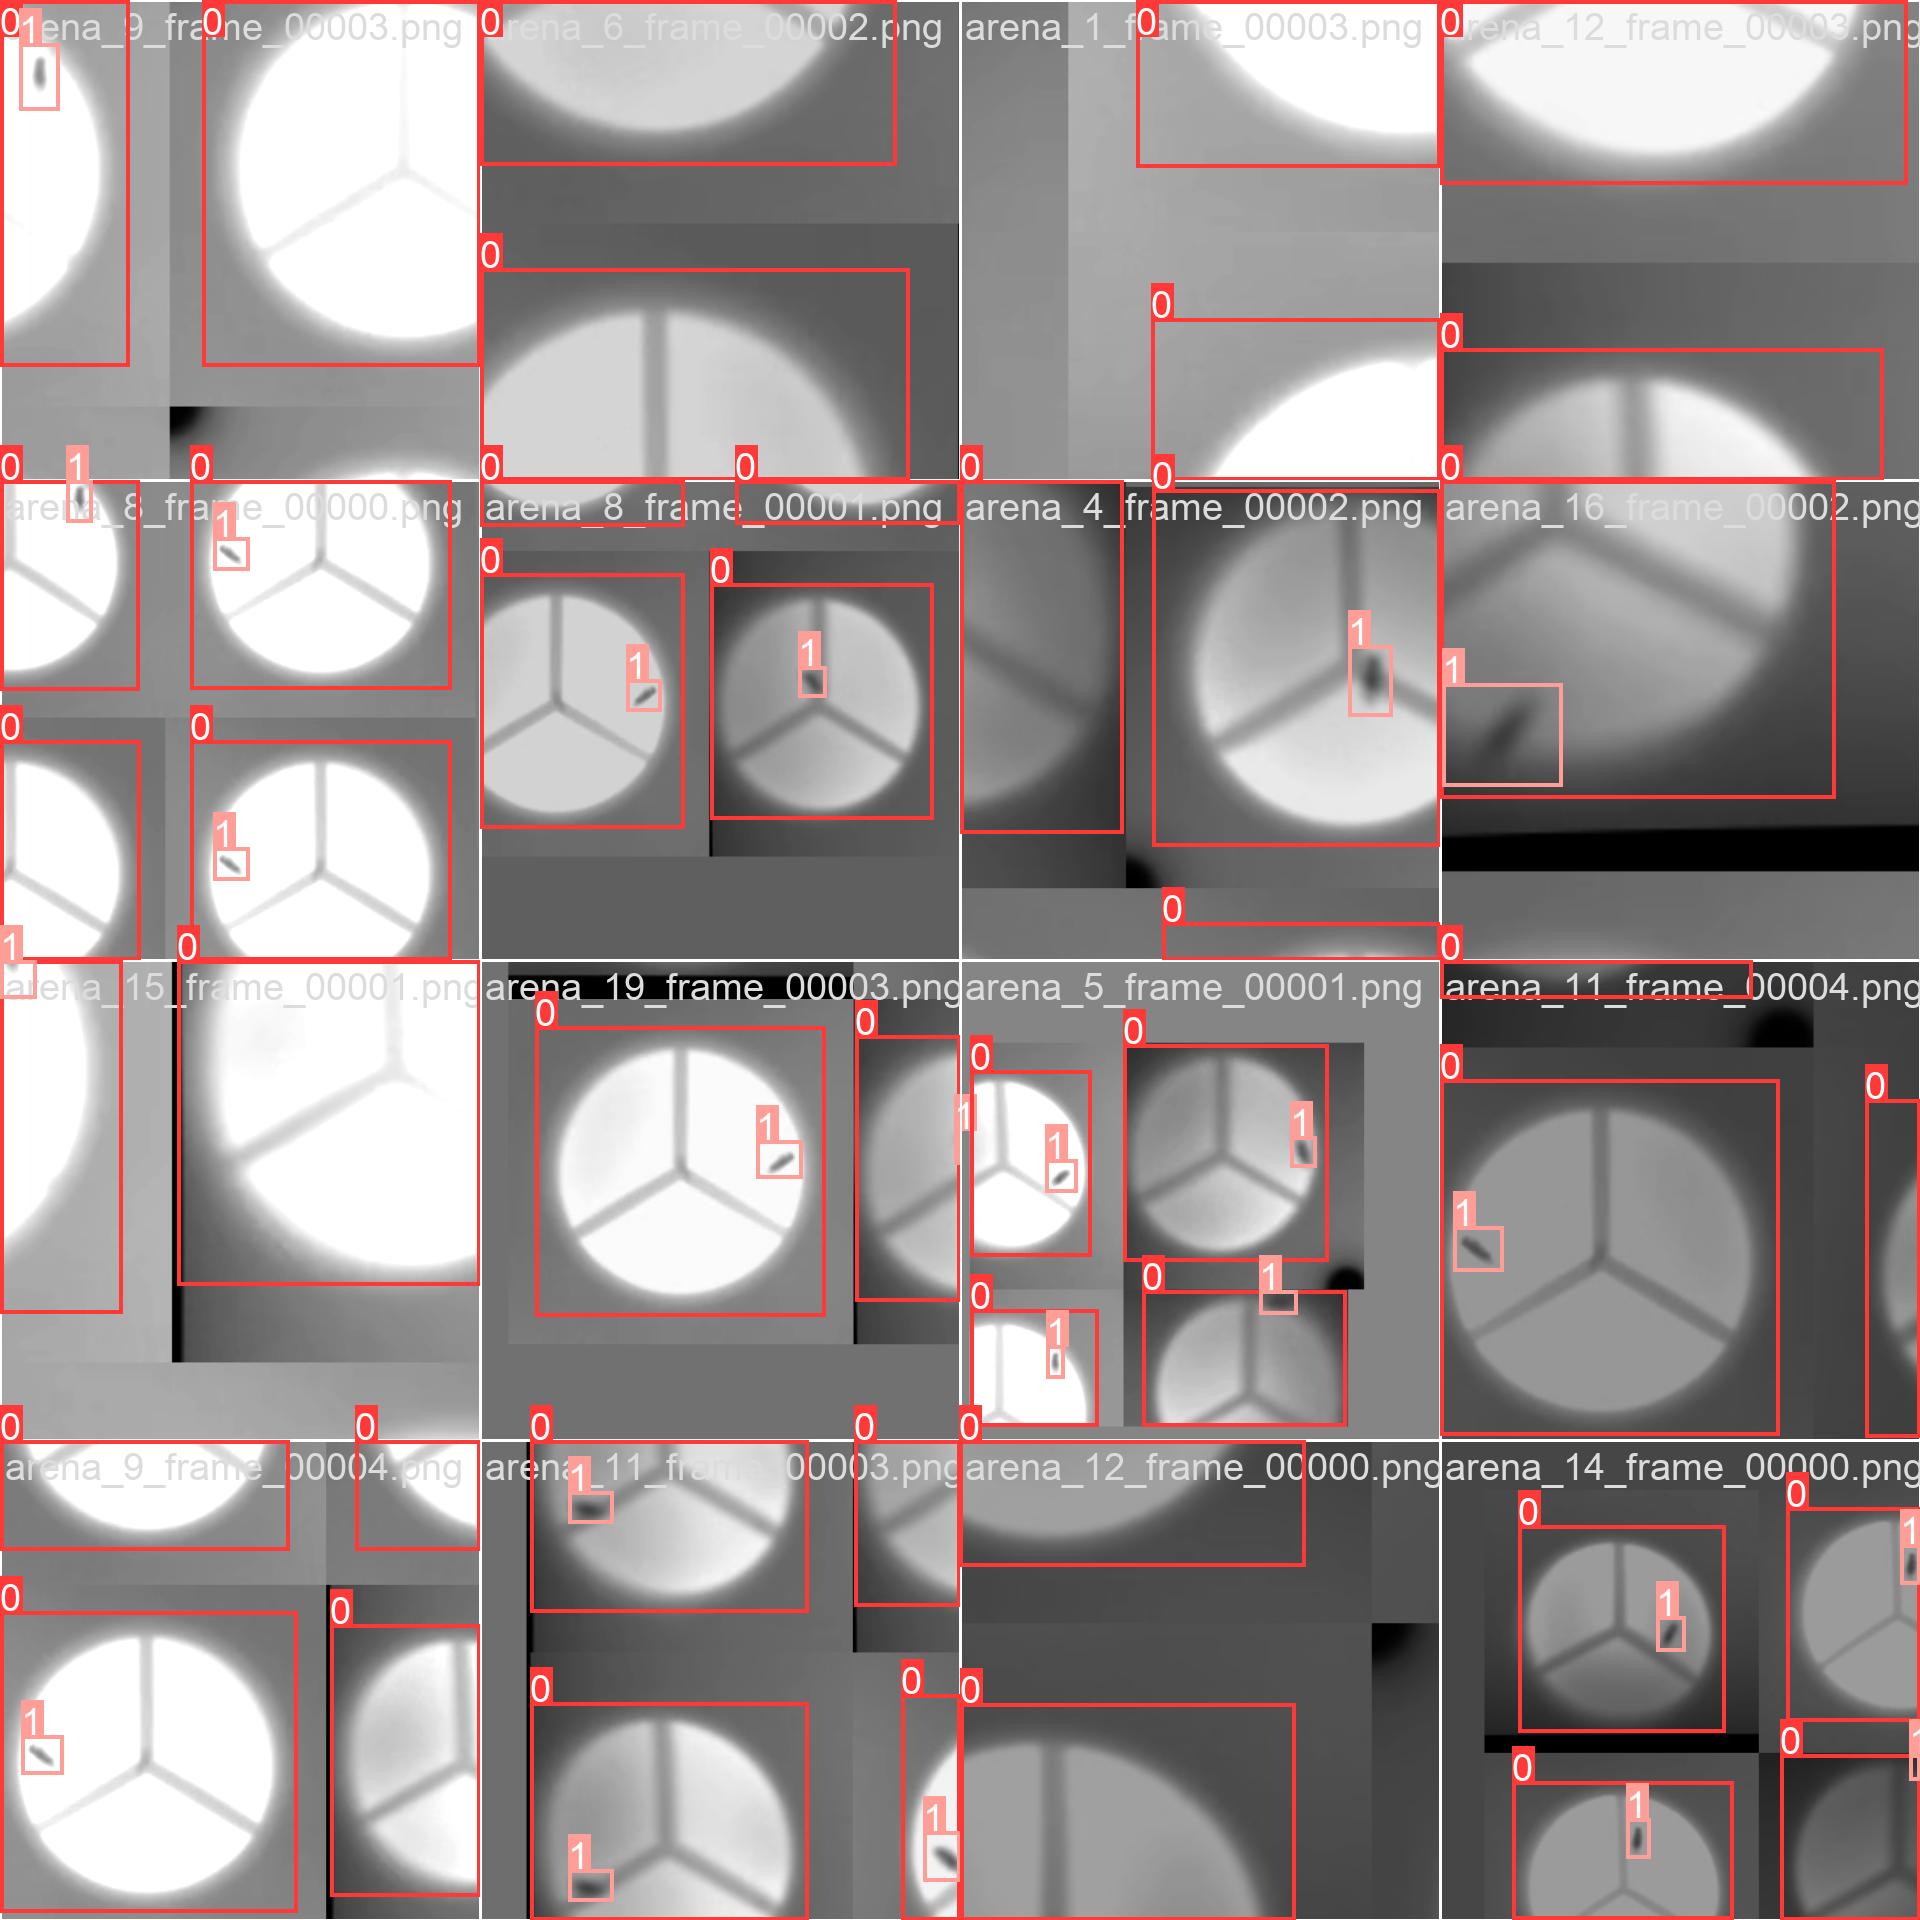 arena_9_frame_00003.png
arena_6_frame_00002.png
arena_1_frame_00003.png
arena_12_frame_00003.png
arena_8_frame_00000.png
arena_8_frame_00001.png
arena_4_frame_00002.png
arena_16_frame_00002.png
arena_15_frame_00001.png
arena_19_frame_00003.png
arena_5_frame_00001.png
arena_11_frame_00004.png
arena_9_frame_00004.png
arena_11_frame_00003.png
arena_12_frame_00000.png
arena_14_frame_00000.png